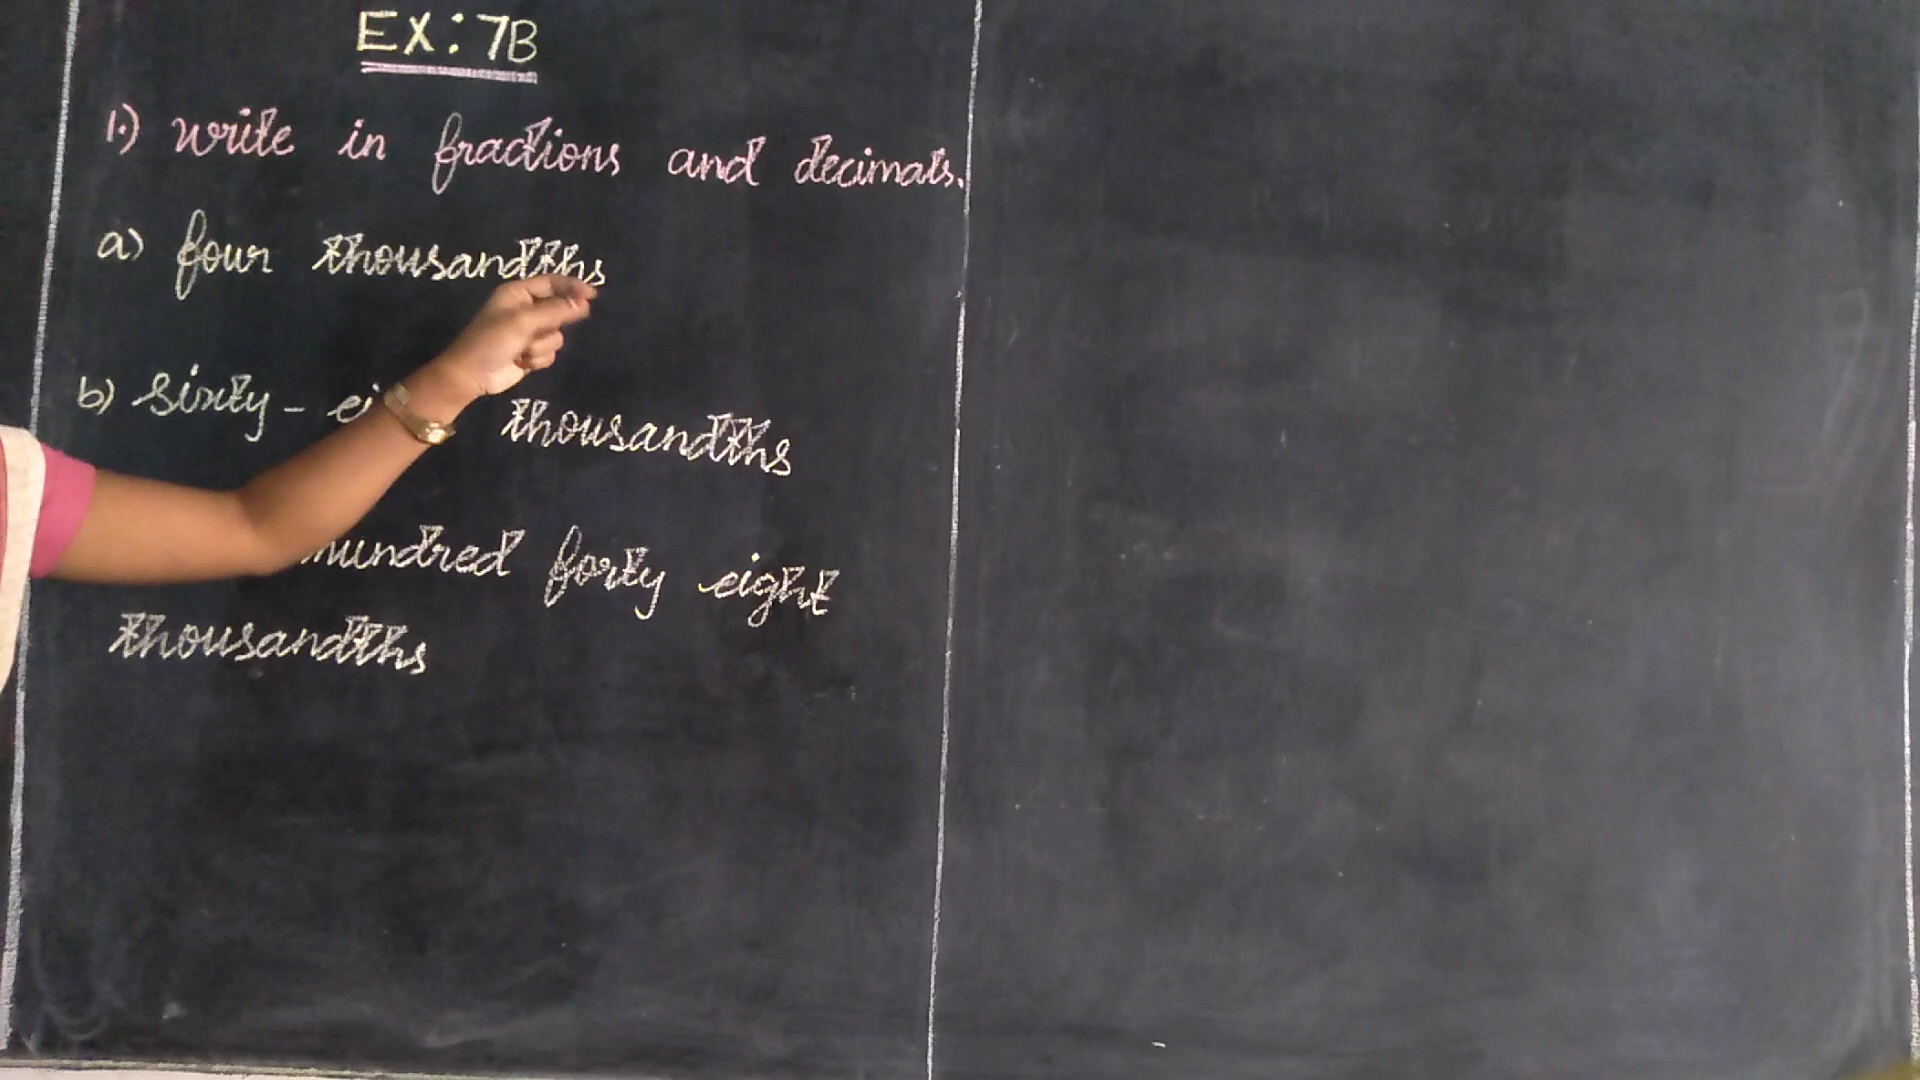 EX: 7B
1.) write in fractions and decimals.
a) four thousandths
b) sixty - ei thousandths
hundred forty eight
thousandths